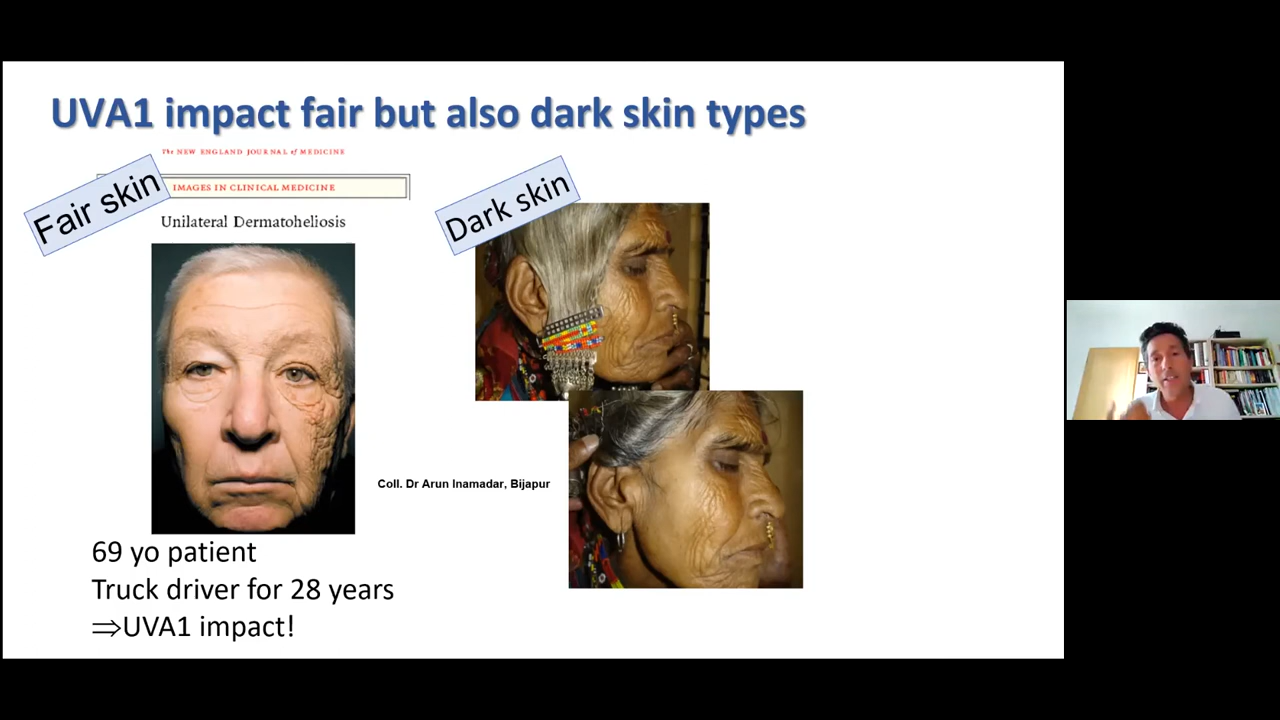 UVA1 impact fair but also dark skin types
The NEW ENGLAND JOURNAL of MEDICINE
Fair skin
IMAGES IN CLINICAL MEDICINE
Unilateral Dermatoheliosis
Dark skin
Coll. Dr Arun Inamadar, Bijapur
69 yo patient
Truck driver for 28 years
⇒UVA1 impact!